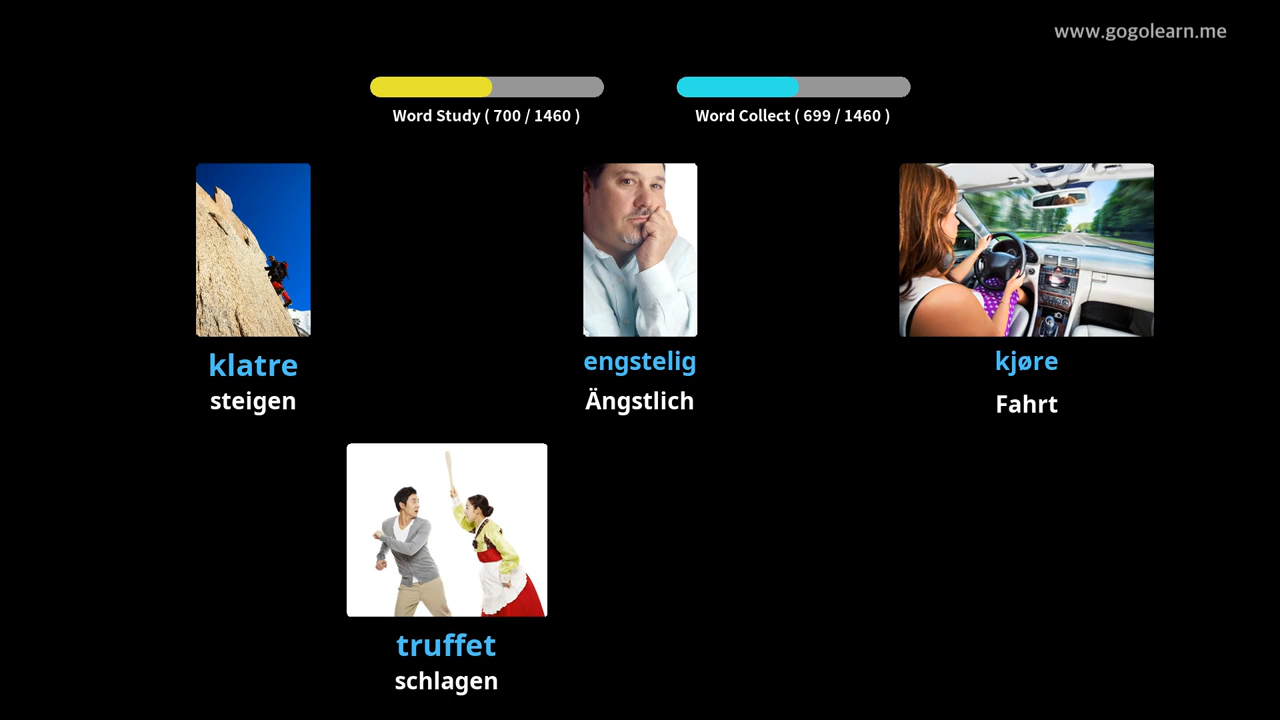 www.gogolearn.me
Word Study ( 700 / 1460 )
Word Collect ( 699 / 1460 )
klatre
steigen
engstelig
Ängstlich
kjøre
Fahrt
truffet
schlagen